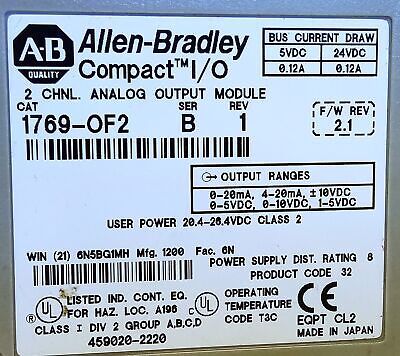 A-B
QUALITY
Allen-Bradley
Compact™ I/O
BUS CURRENT DRAW
5VDC 24VDC
0.12A 0.12A
2 CHNL. ANALOG OUTPUT MODULE
CAT SER REV
1769-OF2 B 1
F/W REV
2.1
OUTPUT RANGES
0-20mA, 4-20mA, ±10VDC
0-5VDC, 0-10VDC, 1-5VDC
USER POWER 20.4-26.4VDC CLASS 2
WIN (21) 6N5BG1MH Mfg. 1200 Fac. 6N
POWER SUPPLY DIST. RATING 8
PRODUCT CODE 32
UL LISTED IND. CONT. EQ.
FOR HAZ. LOC. A196
CLASS I DIV 2 GROUP A,B,C,D
459020-2220
c UL US
OPERATING
TEMPERATURE
CODE T3C
CE
EQPT CL2
MADE IN JAPAN